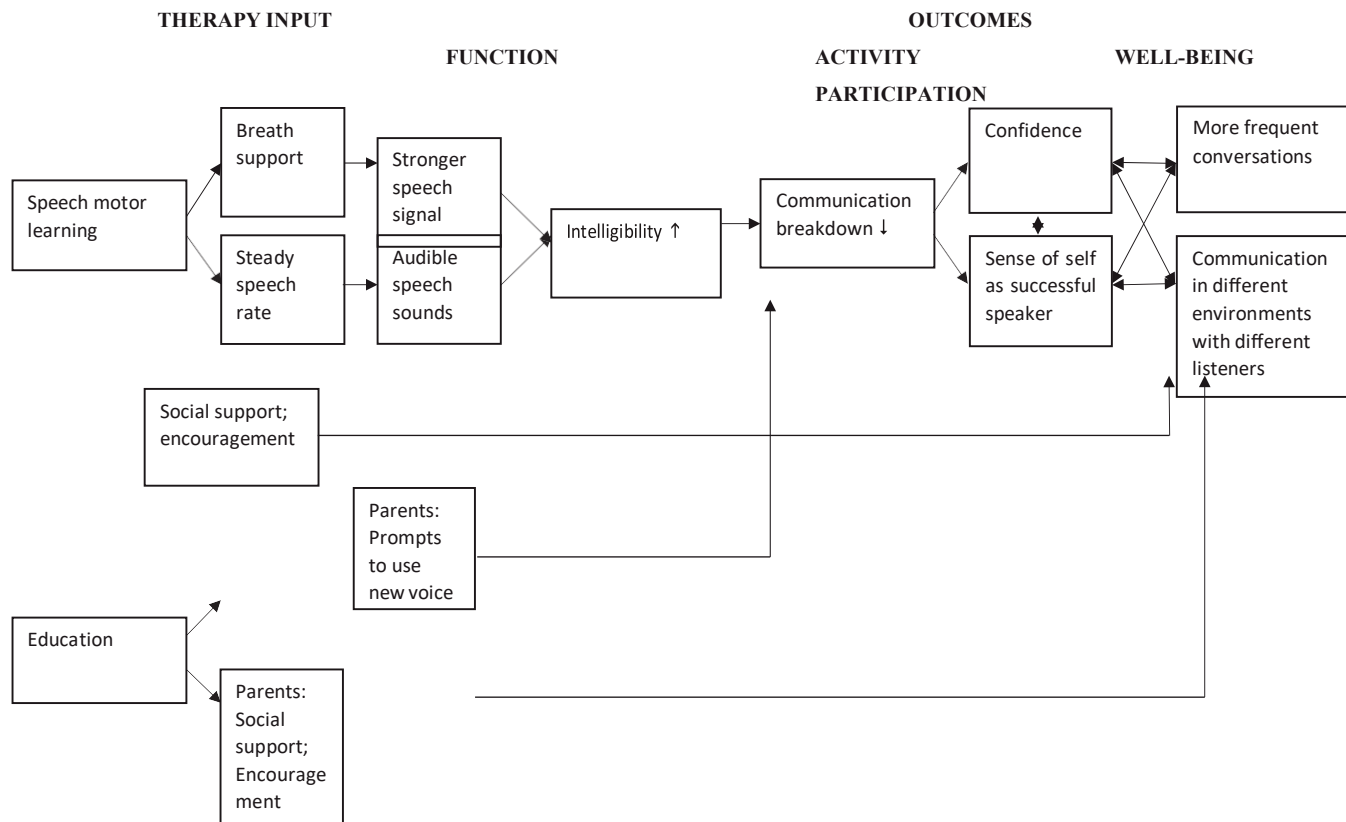 THERAPY INPUT
OUTCOMES
FUNCTION
ACTIVITY
WELL-BEING
PARTICIPATION
Speech motor
learning
Breath
support
Steady
speech
rate
Stronger
speech
signal
Audible
speech
sounds
Intelligibility ↑
Communication
breakdown ↓
Confidence
Sense of self
as successful
speaker
More frequent
conversations
Communication
in different
environments
with different
listeners
Social support;
encouragement
Parents:
Prompts
to use
new voice
Education
Parents:
Social
support;
Encourage
ment